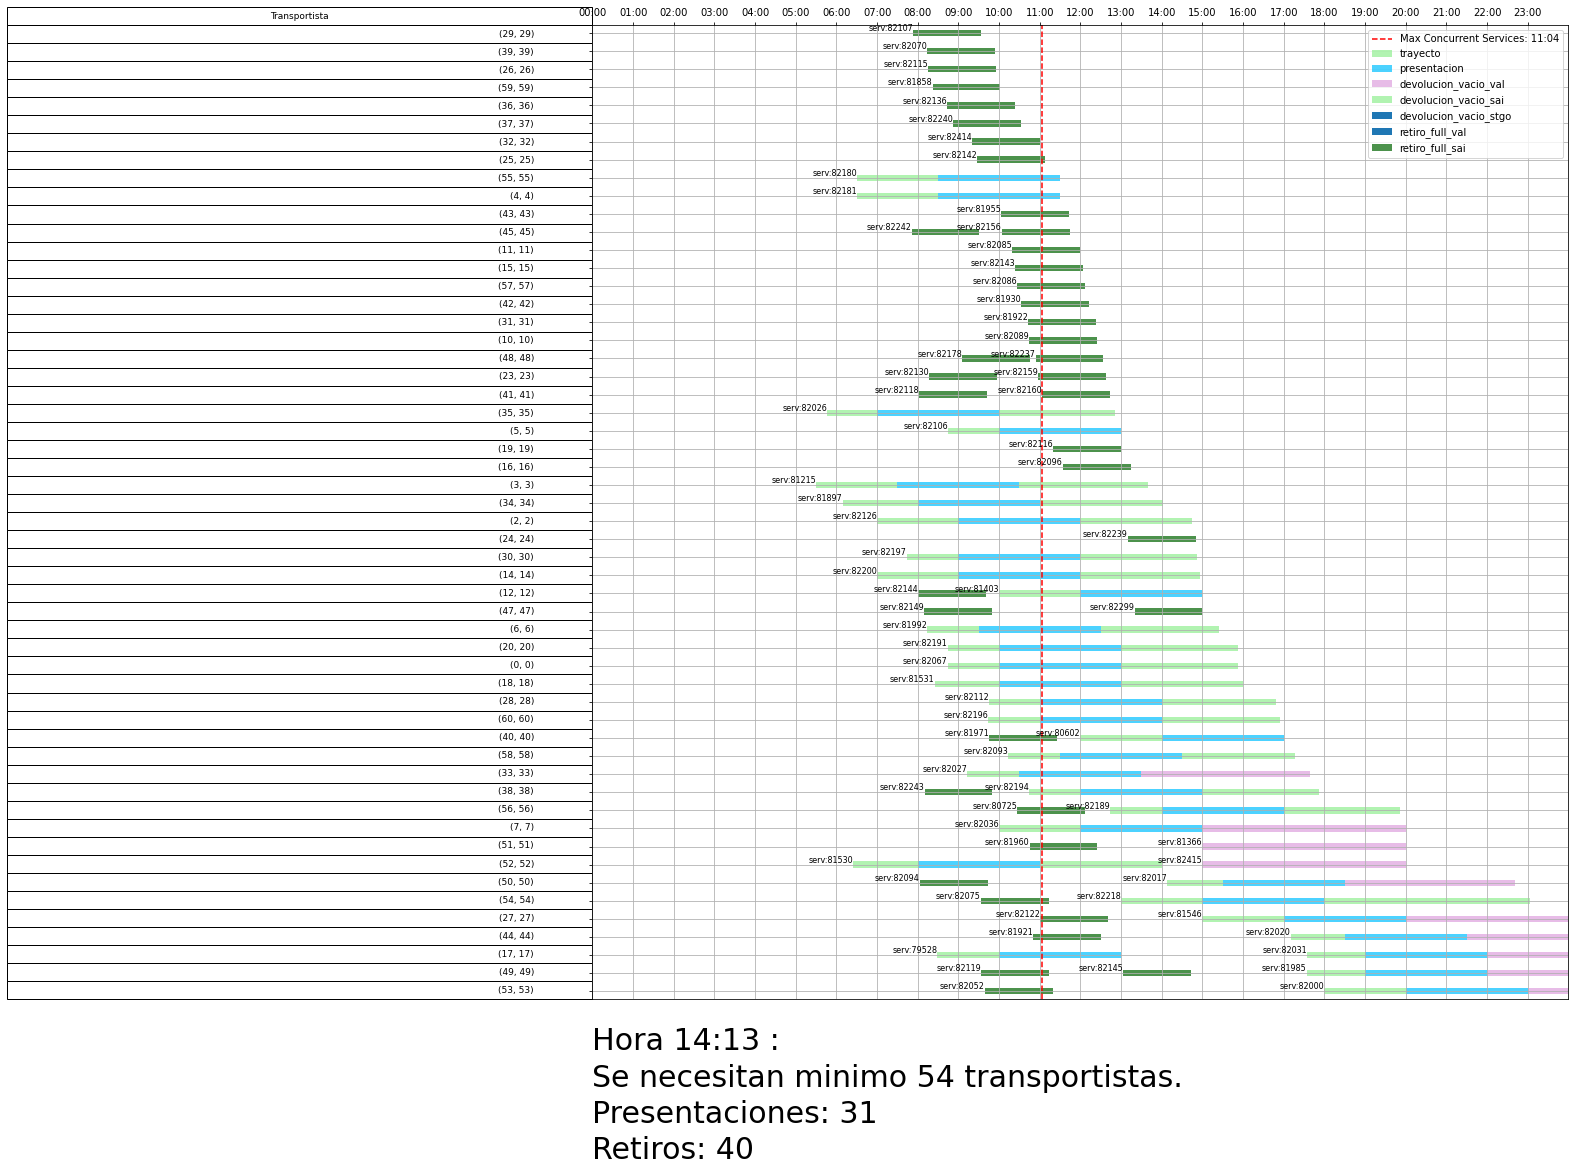 Transportista
00:00 01:00 02:00 03:00 04:00 05:00 06:00 07:00 08:00 09:00 10:00 11:00 12:00 13:00 14:00 15:00 16:00 17:00 18:00 19:00 20:00 21:00 22:00 23:00
Max Concurrent Services: 11:04
trayecto
presentacion
devolucion_vacio_val
devolucion_vacio_sai
devolucion_vacio_stgo
retiro_full_val
retiro_full_sai
(29, 29) serv:82107
(39, 39) serv:82070
(26, 26) serv:82115
(59, 59) serv:81858
(36, 36) serv:82136
(37, 37) serv:82240
(32, 32) serv:82414
(25, 25) serv:82142
(55, 55) serv:82180
(4, 4) serv:82181
(43, 43) serv:81955
(45, 45) serv:82242 serv:82156
(11, 11) serv:82085
(15, 15) serv:82143
(57, 57) serv:82086
(42, 42) serv:81930
(31, 31) serv:81922
(10, 10) serv:82089
(48, 48) serv:82178 serv:82237
(23, 23) serv:82130 serv:82159
(41, 41) serv:82118 serv:82160
(35, 35) serv:82026
(5, 5) serv:82106
(19, 19) serv:82116
(16, 16) serv:82096
(3, 3) serv:81215
(34, 34) serv:81897
(2, 2) serv:82126
(24, 24) serv:82239
(30, 30) serv:82197
(14, 14) serv:82200
(12, 12) serv:82144 serv:81403
(47, 47) serv:82149 serv:82299
(6, 6) serv:81992
(20, 20) serv:82191
(0, 0) serv:82067
(18, 18) serv:81531
(28, 28) serv:82112
(60, 60) serv:82196
(40, 40) serv:81971 serv:80602
(58, 58) serv:82093
(33, 33) serv:82027
(38, 38) serv:82243 serv:82194
(56, 56) serv:80725 serv:82189
(7, 7) serv:82036
(51, 51) serv:81960 serv:81366
(52, 52) serv:81530 serv:82415
(50, 50) serv:82094 serv:82017
(54, 54) serv:82075 serv:82218
(27, 27) serv:82122 serv:81546
(44, 44) serv:81921 serv:82020
(17, 17) serv:79528 serv:82031
(49, 49) serv:82119 serv:82145 serv:81985
(53, 53) serv:82052 serv:82000
Hora 14:13 :
Se necesitan minimo 54 transportistas.
Presentaciones: 31
Retiros: 40